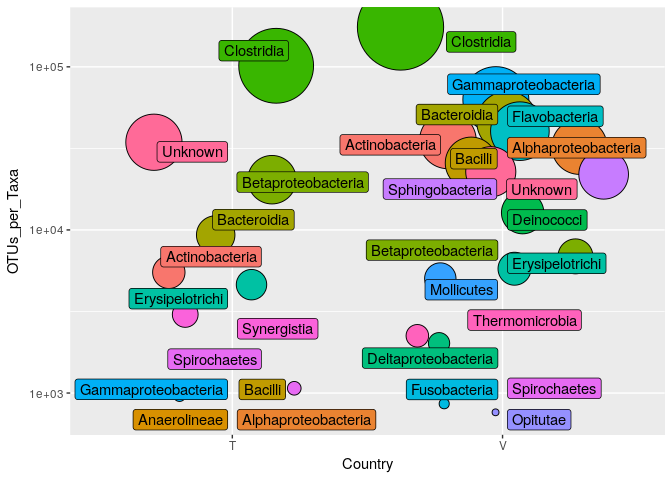 Clostridia
Clostridia
1e+05
Gammaproteobacteria
Bacteroidia
Flavobacteria
Actinobacteria
Alphaproteobacteria
Unknown
Bacilli
Betaproteobacteria
Sphingobacteria
Unknown
OTUs_per_Taxa
Bacteroidia
Deinococci
1e+04
Actinobacteria
Betaproteobacteria
Erysipelotrichi
Erysipelotrichi
Mollicutes
Synergistia
Thermomicrobia
Spirochaetes
Deltaproteobacteria
1e+03
Gammaproteobacteria
Bacilli
Fusobacteria
Spirochaetes
Anaerolineae
Alphaproteobacteria
Opitutae
T
V
Country